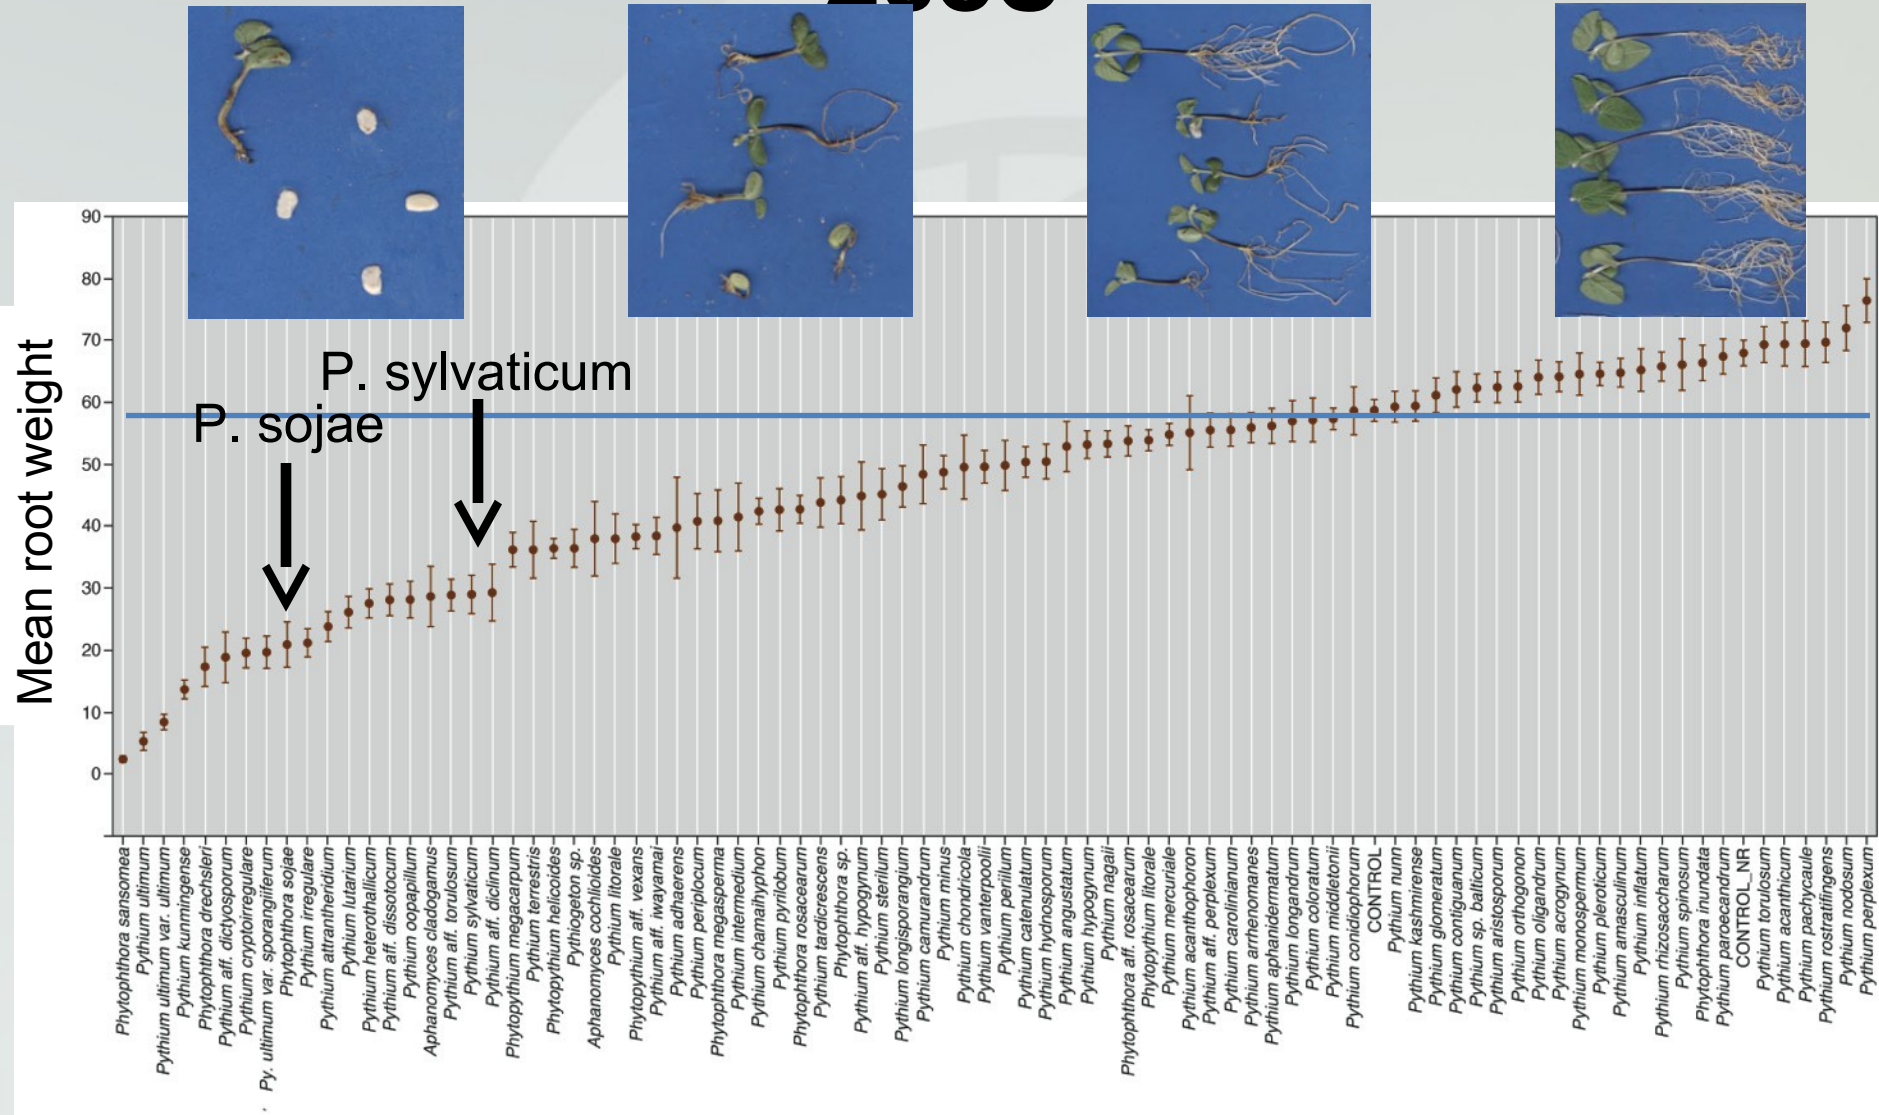 P. sylvaticum
P. sojae
Mean root weight
90
80
70
60
50
40
30
20
10
0
Phytophthora sansomea
Pythium ultimum
Pythium ultimum var. ultimum
Pythium kunmingense
Phytophthora drechsleri
Pythium aff. dictyosporum
Pythium cryptoirregulare
Py. ultimum var. sporangiiferum
Phytophthora sojae
Pythium irregulare
Pythium attrantheridium
Pythium lutarium
Pythium heterothallicum
Pythium aff. dissotocum
Pythium oopapillum
Aphanomyces cladogamus
Pythium aff. torulosum
Pythium sylvaticum
Pythium aff. diclinum
Phytopythium megacarpum
Pythium terrestris
Phytopythium helicoides
Pythiogeton sp.
Aphanomyces cochlioides
Pythium litorale
Phytopythium aff. vexans
Pythium aff. iwayamai
Pythium adhaerens
Pythium periplocum
Phytophthora megasperma
Pythium intermedium
Pythium chamaihyphon
Pythium pyrilobum
Phytophthora rosacearum
Pythium tardicrescens
Phytophthora sp.
Pythium aff. hypogynum
Pythium sterilum
Pythium longisporangium
Pythium camurandrum
Pythium minus
Pythium chondricola
Pythium vanterpoolii
Pythium periilum
Pythium catenulatum
Pythium hydnosporum
Pythium angustatum
Pythium hypogynum
Pythium nagaii
Phytophthora aff. rosacearum
Phytopythium litorale
Pythium mercuriale
Pythium acanthophoron
Pythium aff. perplexum
Pythium carolinianum
Pythium arrhenomanes
Pythium aphanidermatum
Pythium longandrum
Pythium coloratum
Pythium middletonii
Pythium conidiophorum
CONTROL
Pythium nunn
Pythium kashmirense
Pythium glomeratum
Pythium contiguanum
Pythium sp. balticum
Pythium aristosporum
Pythium orthogonon
Pythium oligandrum
Pythium acrogynum
Pythium monospermum
Pythium pleroticum
Pythium amasculinum
Pythium inflatum
Pythium rhizosaccharum
Pythium spinosum
Phytophthora inundata
Pythium paroecandrum
CONTROL_NR
Pythium torulosum
Pythium acanthicum
Pythium pachycaule
Pythium rostratifingens
Pythium nodosum
Pythium perplexum